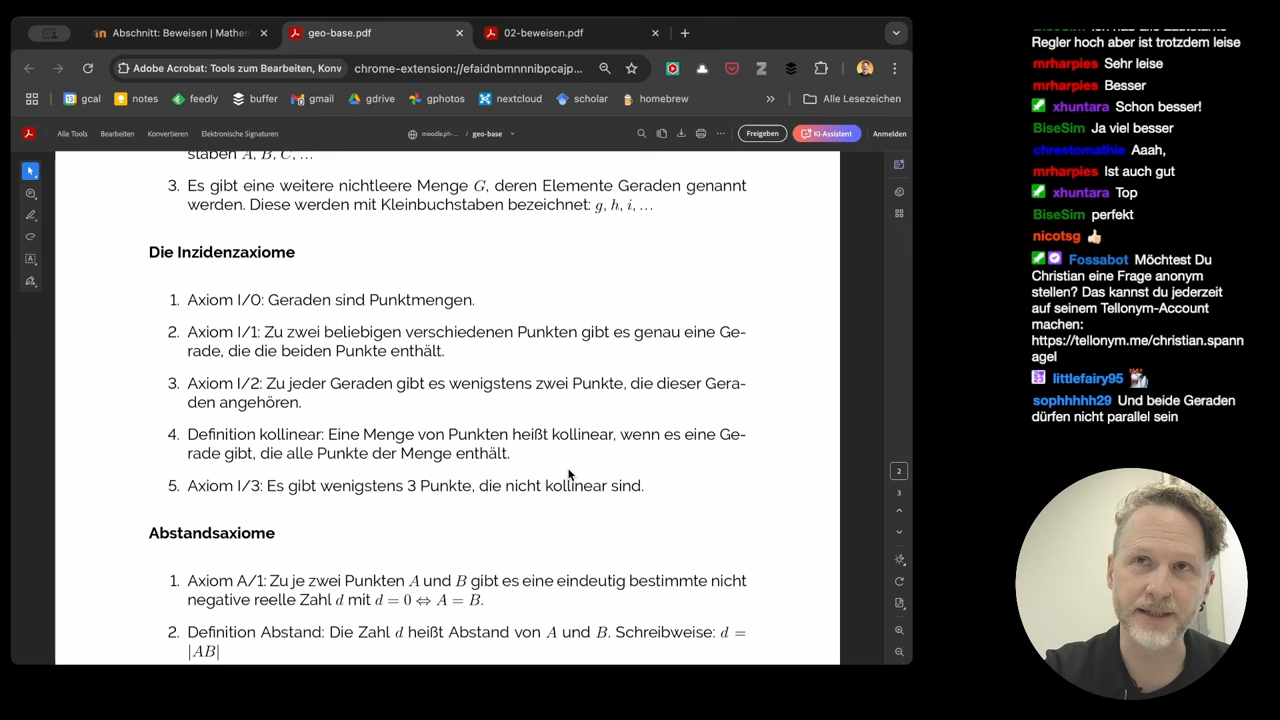 Abschnitt: Beweisen | Mathen
geo-base.pdf
02-beweisen.pdf
Adobe Acrobat: Tools zum Bearbeiten, Konv
chrome-extension://efaidnbmnnnibpcajp...
gcal
notes
feedly
buffer
gmail
gdrive
gphotos
nextcloud
scholar
homebrew
Alle Lesezeichen
Alle Tools
Bearbeiten
Konvertieren
Elektronische Signaturen
moodle.ph-...
/ geo-base
Freigeben
KI-Assistent
Anmelden
staben A, B, C, ...
3. Es gibt eine weitere nichtleere Menge G, deren Elemente Geraden genannt
werden. Diese werden mit Kleinbuchstaben bezeichnet: g, h, i, ...
Die Inzidenzaxiome
1. Axiom I/0: Geraden sind Punktmengen.
2. Axiom I/1: Zu zwei beliebigen verschiedenen Punkten gibt es genau eine Ge-
rade, die die beiden Punkte enthält.
3. Axiom I/2: Zu jeder Geraden gibt es wenigstens zwei Punkte, die dieser Gera-
den angehören.
4. Definition kollinear: Eine Menge von Punkten heißt kollinear, wenn es eine Ge-
rade gibt, die alle Punkte der Menge enthält.
5. Axiom I/3: Es gibt wenigstens 3 Punkte, die nicht kollinear sind.
Abstandsaxiome
1. Axiom A/1: Zu je zwei Punkten A und B gibt es eine eindeutig bestimmte nicht
negative reelle Zahl d mit d = 0 ⇔ A = B.
2. Definition Abstand: Die Zahl d heißt Abstand von A und B. Schreibweise: d =
|AB|
2
3
Regler hoch aber ist trotzdem leise
mrharpies Sehr leise
mrharpies Besser
xhuntara Schon besser!
BiseSim Ja viel besser
chrestomathie Aaah,
mrharpies Ist auch gut
xhuntara Top
BiseSim perfekt
nicotsg 👍🏻
Fossabot Möchtest Du
Christian eine Frage anonym
stellen? Das kannst du jederzeit
auf seinem Tellonym-Account
machen:
https://tellonym.me/christian.spann
agel
littlefairy95
sophhhhh29 Und beide Geraden
dürfen nicht parallel sein